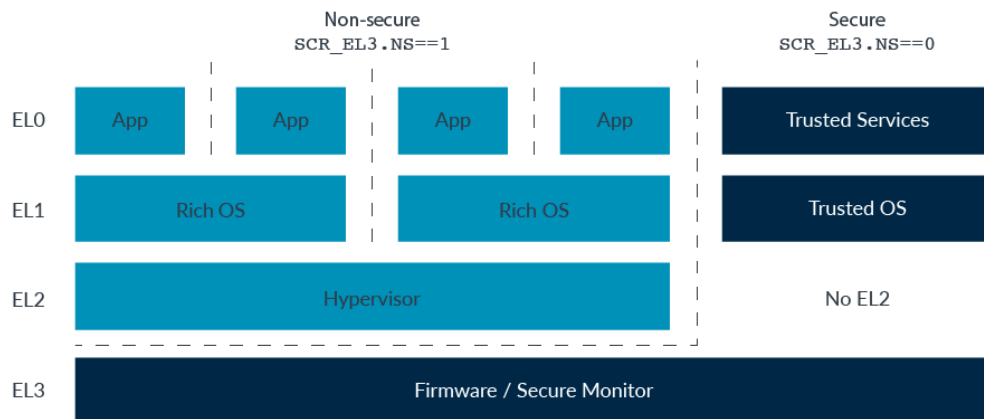 Non-secure
SCR_EL3.NS==1
Secure
SCR_EL3.NS==0
EL0
App
App
App
App
Trusted Services
EL1
Rich OS
Rich OS
Trusted OS
EL2
Hypervisor
No EL2
EL3
Firmware / Secure Monitor